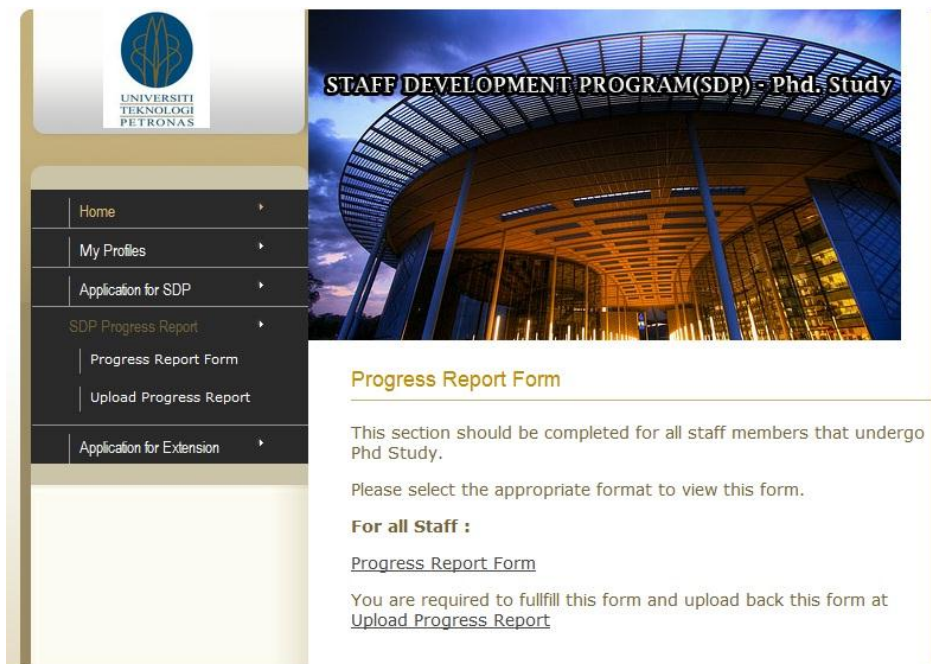 UNIVERSITI
TEKNOLOGI
PETRONAS
STAFF DEVELOPMENT PROGRAM(SDP) - Phd. Study
Home
My Profiles
Application for SDP
SDP Progress Report
Progress Report Form
Upload Progress Report
Application for Extension
Progress Report Form
This section should be completed for all staff members that undergo
Phd Study.
Please select the appropriate format to view this form.
For all Staff :
Progress Report Form
You are required to fullfill this form and upload back this form at
Upload Progress Report